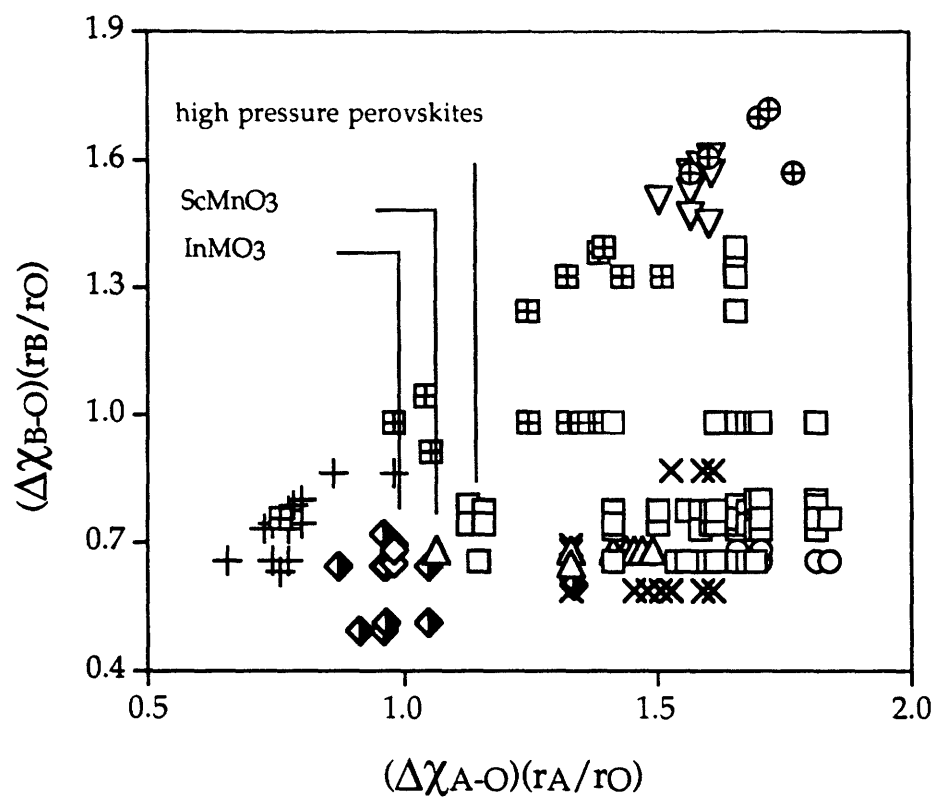 1.9
high pressure perovskites
1.6
ScMnO3
InMO3
1.3
1.0
0.7
0.4
0.5 1.0 1.5 2.0
(ΔχB-O)(rB/rO)
(ΔχA-O)(rA/rO)